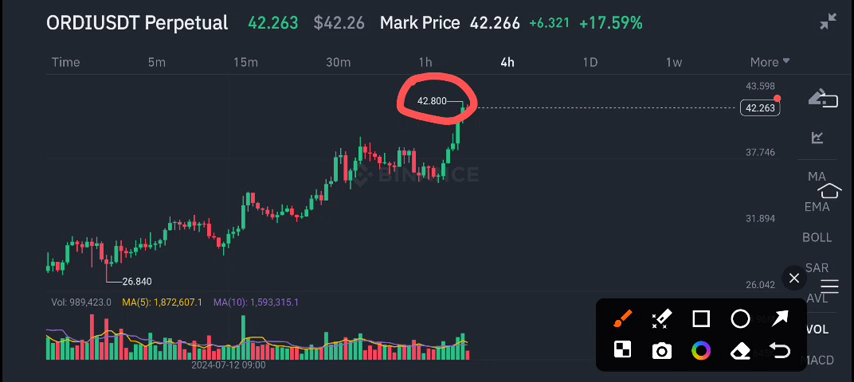 ORDIUSDT Perpetual 42.263 $42.26 Mark Price 42.266 +6.321 +17.59%
Time 5m 15m 30m 1h 4h 1D 1w More
43.598
42.800
42.263
37.746
MA
BINANCE
EMA
31.894
BOLL
SAR
26.840
26.042
AVL
Vol: 989,423.0 MA(5): 1,872,607.1 MA(10): 1,593,315.1
VOL
MACD
2024-07-12 09:00